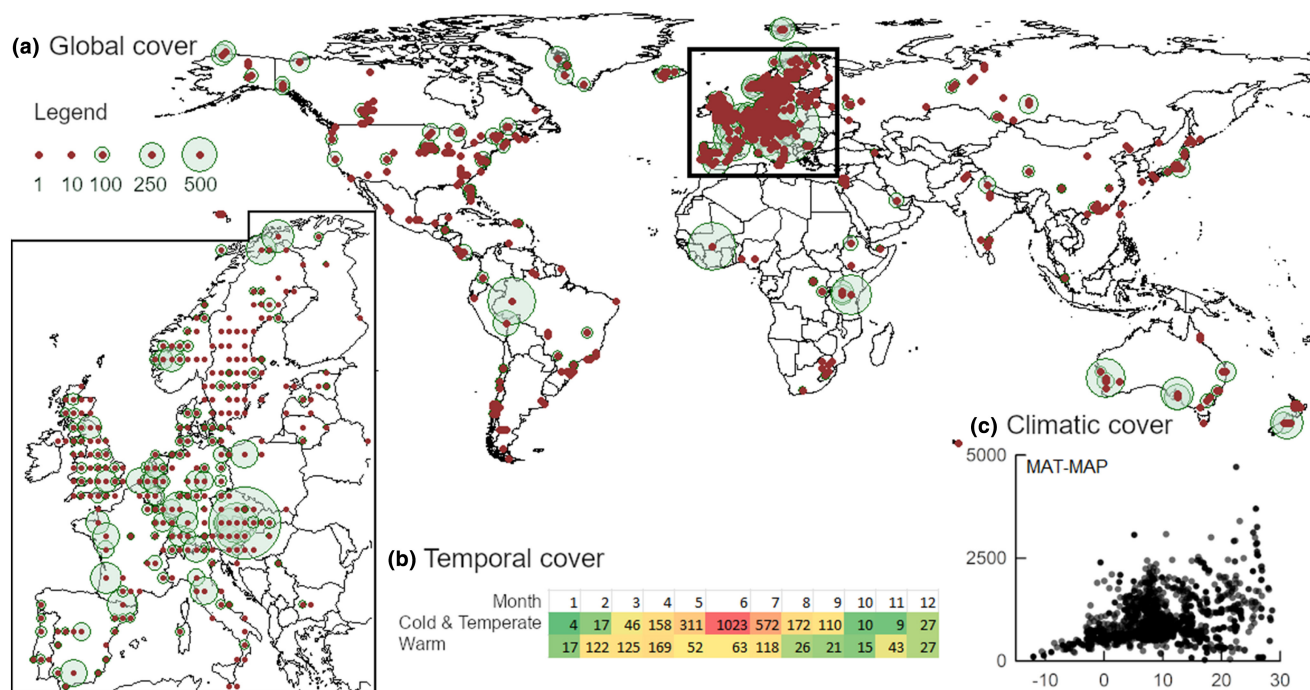 (a) Global cover
Legend
1 10 100 250 500
(b) Temporal cover
Month 1 2 3 4 5 6 7 8 9 10 11 12
Cold & Temperate 4 17 46 158 311 1023 572 172 110 10 9 27
Warm 17 122 125 169 52 63 118 26 21 15 43 27
(c) Climatic cover
MAT-MAP
5000
2500
0
-10 0 10 20 30